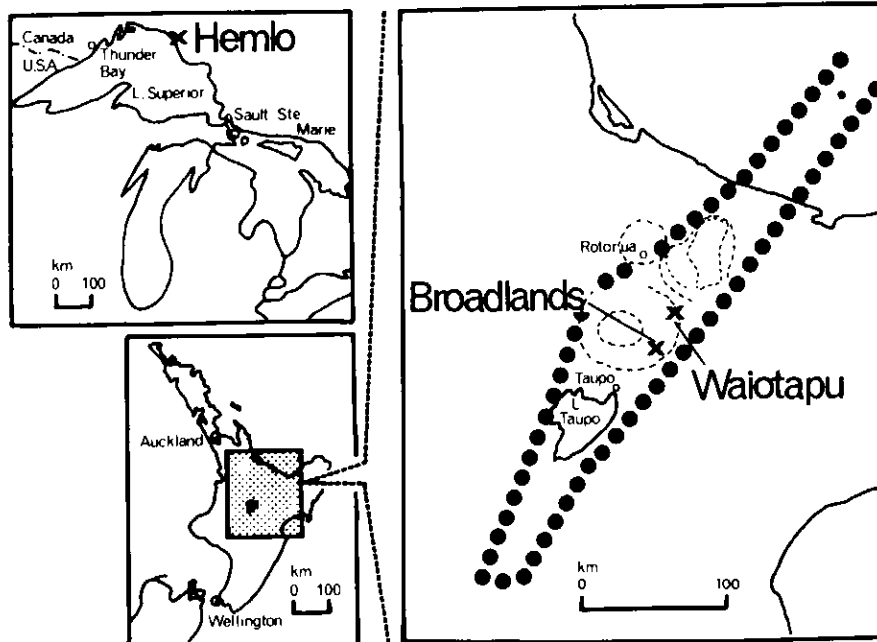 Canada
U.S.A.
Thunder
Bay
Hemlo
L. Superior
Sault Ste
Marie
km
0 100
Auckland
km
0 100
Wellington
Rotorua
Broadlands
Waiotapu
Taupo
L
Taupo
km
0 100